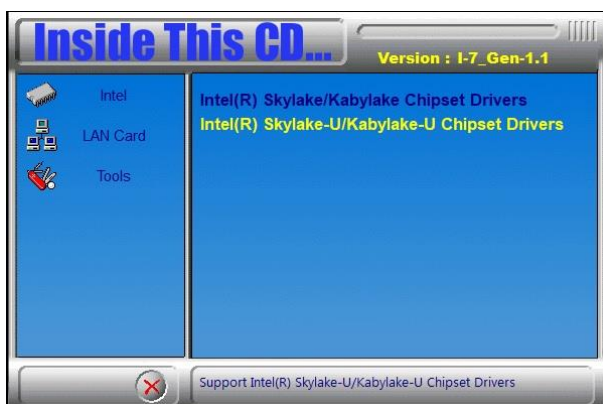 Inside This CD...
Version : I-7_Gen-1.1
Intel
LAN Card
Tools
Intel(R) Skylake/Kabylake Chipset Drivers
Intel(R) Skylake-U/Kabylake-U Chipset Drivers
Support Intel(R) Skylake-U/Kabylake-U Chipset Drivers